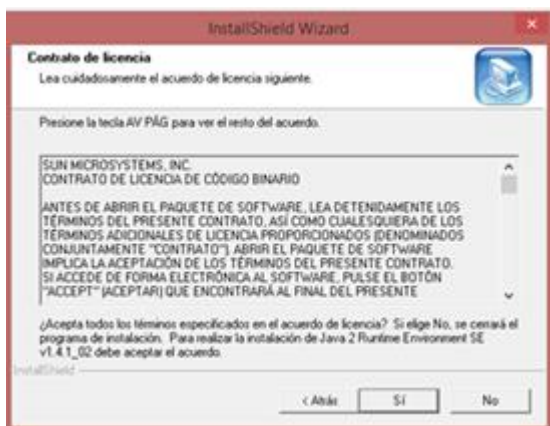 InstallShield Wizard
Contrato de licencia
Lea cuidadosamente el acuerdo de licencia siguiente.
Presione la tecla AV PÁG para ver el resto del acuerdo.
SUN MICROSYSTEMS, INC.
CONTRATO DE LICENCIA DE CÓDIGO BINARIO
ANTES DE ABRIR EL PAQUETE DE SOFTWARE, LEA DETENIDAMENTE LOS
TÉRMINOS DEL PRESENTE CONTRATO, ASÍ COMO CUALESQUIERA DE LOS
TÉRMINOS ADICIONALES DE LICENCIA PROPORCIONADOS (DENOMINADOS
CONJUNTAMENTE "CONTRATO"). ABRIR EL PAQUETE DE SOFTWARE
IMPLICA LA ACEPTACIÓN DE LOS TÉRMINOS DEL PRESENTE CONTRATO.
SI ACCEDE DE FORMA ELECTRÓNICA AL SOFTWARE, PULSE EL BOTÓN
"ACCEPT" (ACEPTAR) QUE ENCONTRARÁ AL FINAL DEL PRESENTE
¿Acepta todos los términos especificados en el acuerdo de licencia? Si elige No, se cerrará el
programa de instalación. Para realizar la instalación de Java 2 Runtime Environment SE
v1.4.1_02 debe aceptar el acuerdo.
InstallShield
< Atrás
Sí
No